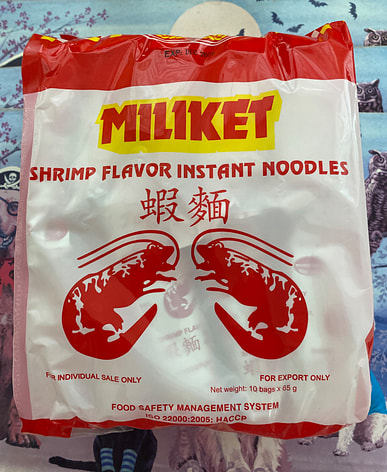 EXP.
MILIKET
SHRIMP FLAVOR INSTANT NOODLES
蝦麵
FOR INDIVIDUAL SALE ONLY
FOR EXPORT ONLY
Net weight: 10 bags x 65 g
FOOD SAFETY MANAGEMENT SYSTEM
ISO 22000:2005; HACCP